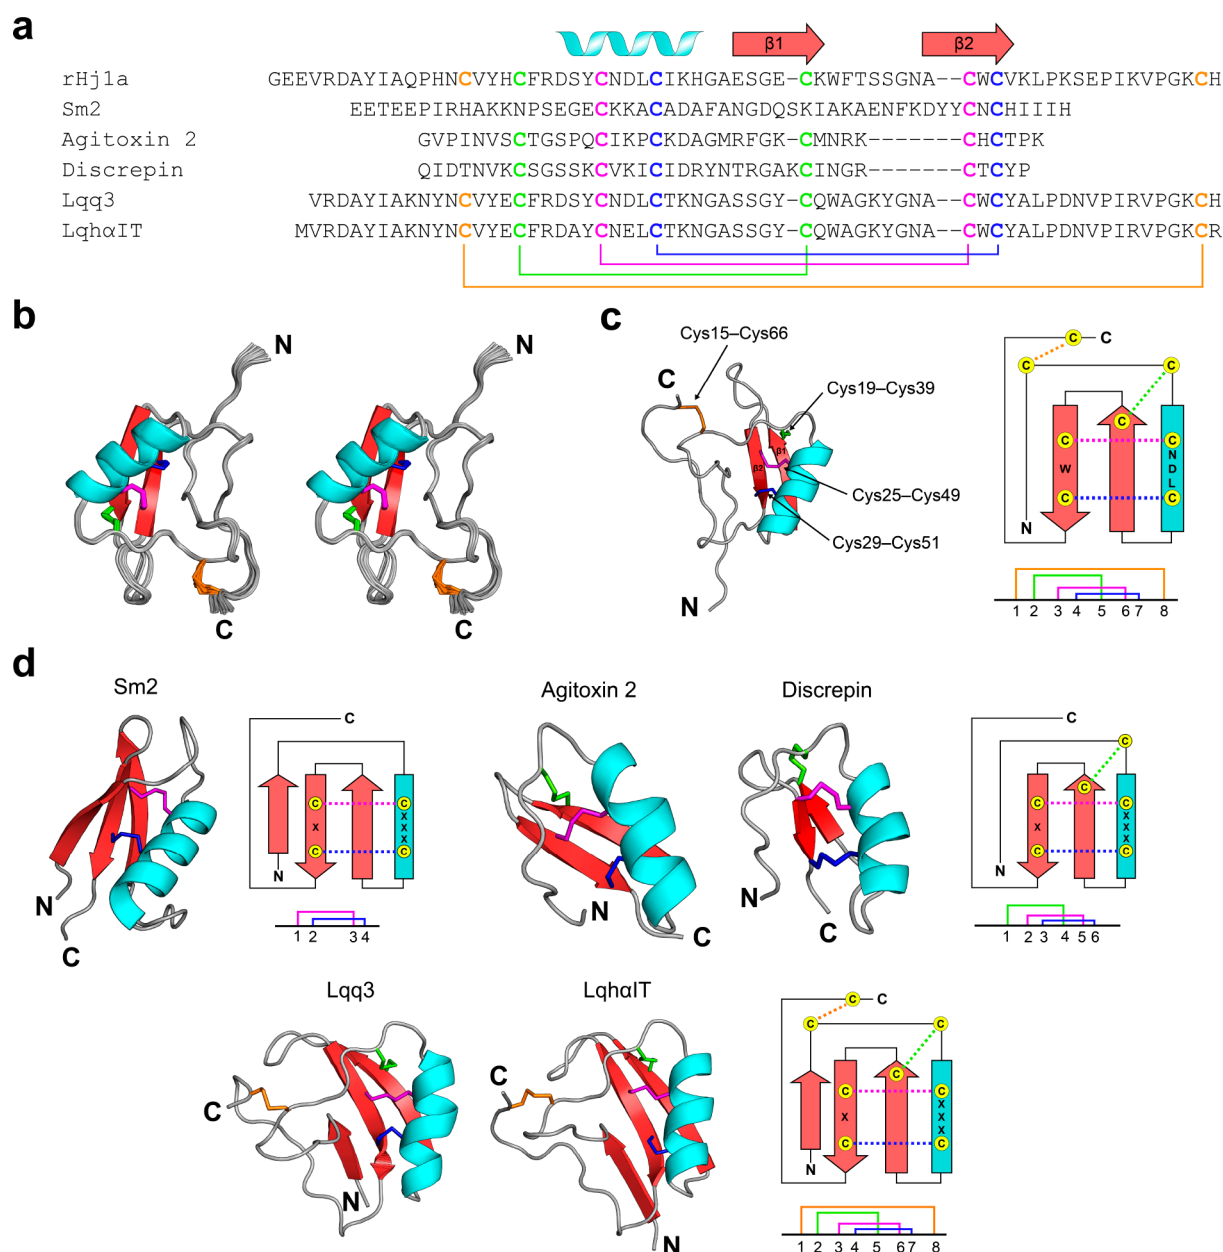 a
β1 β2
rHj1a GEEVRDAYIAQPHNCVYHCFRDSYCNDLCIKHGAESGE-CKWFTSSGNA--CWCVKLPKSEPIKVPGKCH
Sm2 EETEEPIRHAKKNPSEGECKKACADAFANGDQSKIAKAENFKDYYCNCHIIIH
Agitoxin 2 GVPINVSCTGSPQCIKPCKDAGMRFGK-CMNRK-------CHCTPK
Discrepin QIDTNVKCSGSSKCVKICIDRYNTRGAKCINGR-------CTCYP
Lqq3 VRDAYIAKNYNCVYECFRDSYCNDLCTKNGASSGY-CQWAGKYGNA--CWCYALPDNVPIRVPGKCH
LqhαIT MVRDAYIAKNYNCVYECFRDAYCNELCTKNGASSGY-CQWAGKYGNA--CWCYALPDNVPIRVPGKCR
b
N
C C
c
Cys15–Cys66
C
Cys19–Cys39
β1
β2
Cys25–Cys49
Cys29–Cys51
N
C C
C C
C
C C
N
W D
L
C C
N
1 2 3 4 5 6 7 8
d
Sm2
N
C
C
C C
X X X X
C C
N
1 2 3 4
Agitoxin 2
N
C
Discrepin
N
C
C
C
C
C C
X X X X
C C
N
1 2 3 4 5 6
Lqq3
C
N
LqhαIT
C
N
C C
C C
C
C C
X X X X
C C
N
1 2 3 4 5 6 7 8